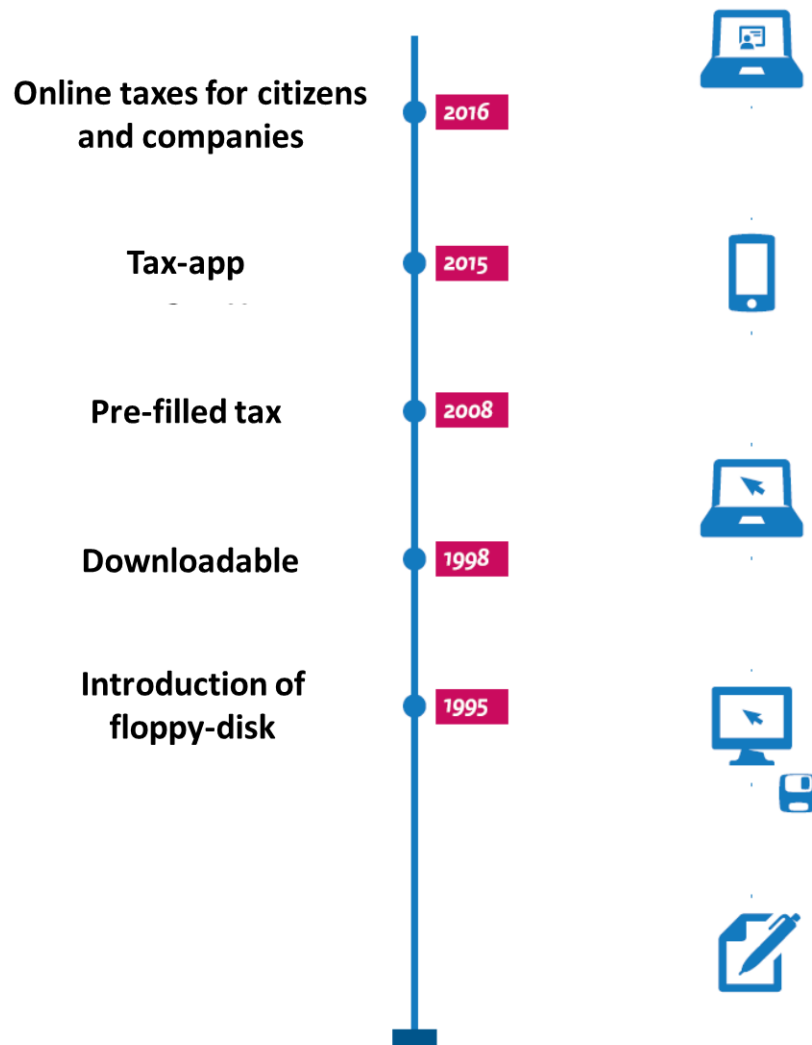 Online taxes for citizens
and companies
2016
Tax-app
2015
Pre-filled tax
2008
Downloadable
1998
Introduction of
floppy-disk
1995